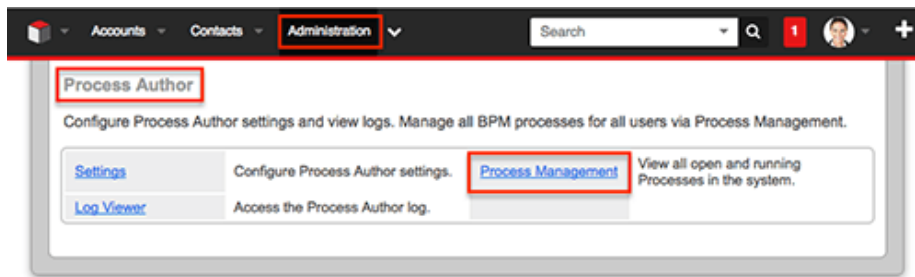 Accounts Contacts Administration Search 1
Process Author
Configure Process Author settings and view logs. Manage all BPM processes for all users via Process Management.
Settings Configure Process Author settings. Process Management View all open and running
Processes in the system.
Log Viewer Access the Process Author log.